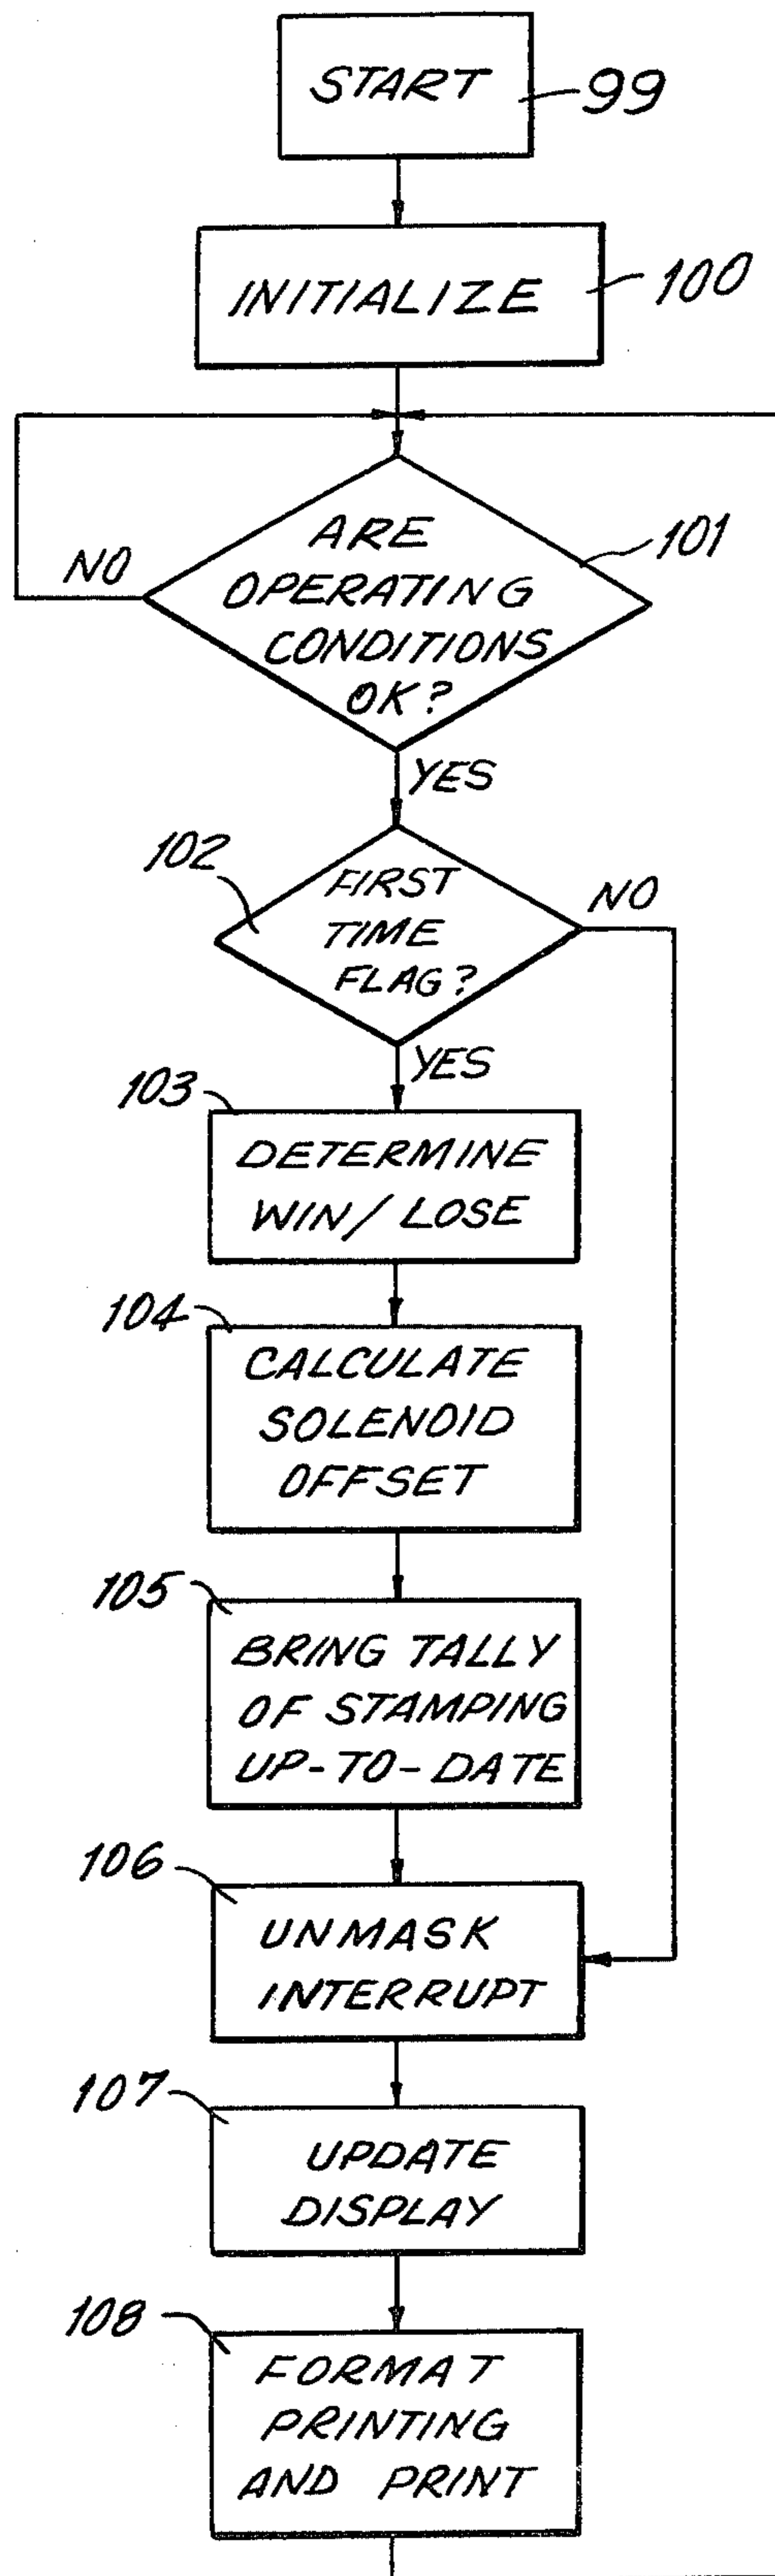 START
99
INITIALIZE
100
ARE
OPERATING
CONDITIONS
OK?
101
NO
YES
102
FIRST
TIME
FLAG?
NO
YES
103
DETERMINE
WIN/LOSE
104
CALCULATE
SOLENOID
OFFSET
105
BRING TALLY
OF STAMPING
UP-TO-DATE
106
UNMASK
INTERRUPT
107
UPDATE
DISPLAY
108
FORMAT
PRINTING
AND PRINT